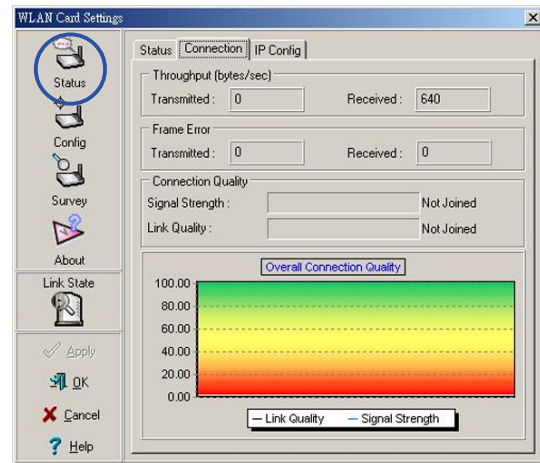 WLAN Card Settings
Status
Config
Survey
About
Link State
Apply
OK
Cancel
Help
Status Connection IP Config
Throughput (bytes/sec)
Transmitted : 0 Received : 640
Frame Error
Transmitted : 0 Received : 0
Connection Quality
Signal Strength : Not Joined
Link Quality : Not Joined
Overall Connection Quality
100.00
80.00
60.00
40.00
20.00
0.00
Link Quality Signal Strength